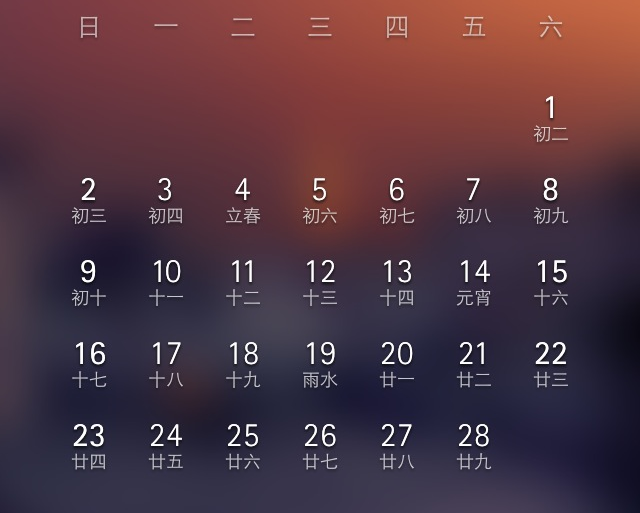 日 一 二 三 四 五 六
1
初二
2 3 4 5 6 7 8
初三 初四 立春 初六 初七 初八 初九
9 10 11 12 13 14 15
初十 十一 十二 十三 十四 元宵 十六
16 17 18 19 20 21 22
十七 十八 十九 雨水 廿一 廿二 廿三
23 24 25 26 27 28
廿四 廿五 廿六 廿七 廿八 廿九